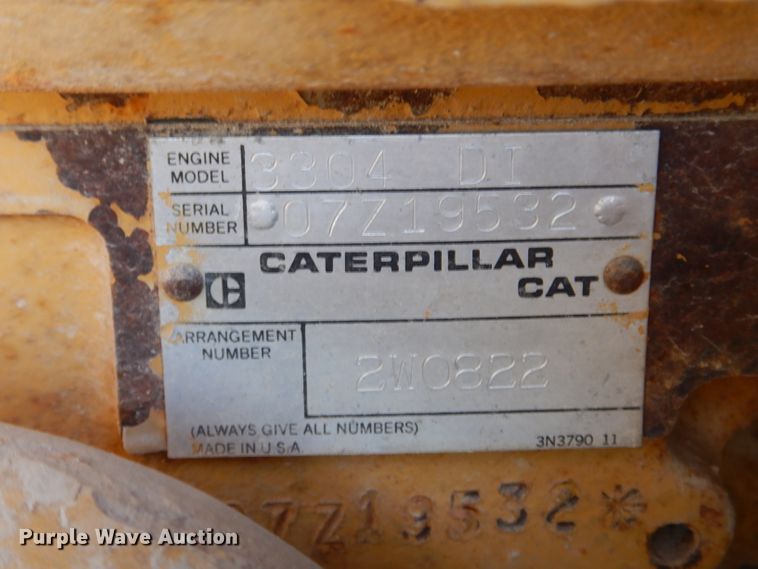 ENGINE MODEL 3304 DI
SERIAL NUMBER 07Z19532
CATERPILLAR
CAT
ARRANGEMENT NUMBER 2W0822
(ALWAYS GIVE ALL NUMBERS)
MADE IN U.S.A. 3N3790 11
07Z19532*
Purple Wave Auction®